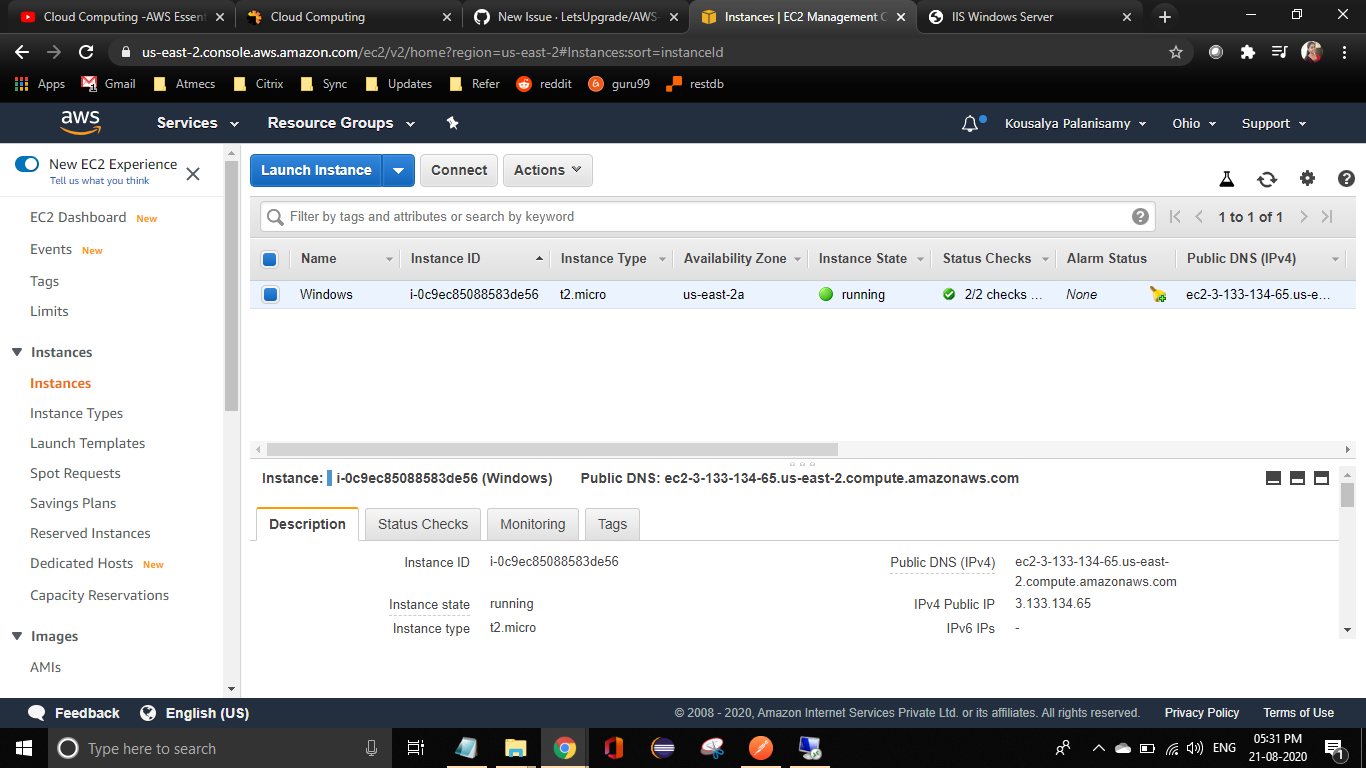 Cloud Computing -AWS Essent
Cloud Computing
New Issue · LetsUpgrade/AWS-
Instances | EC2 Management C
IIS Windows Server
us-east-2.console.aws.amazon.com/ec2/v2/home?region=us-east-2#Instances:sort=instanceId
Apps
Gmail
Atmecs
Citrix
Sync
Updates
Refer
reddit
guru99
restdb
aws
Services
Resource Groups
Kousalya Palanisamy
Ohio
Support
New EC2 Experience
Tell us what you think
EC2 Dashboard New
Events New
Tags
Limits
Instances
Instances
Instance Types
Launch Templates
Spot Requests
Savings Plans
Reserved Instances
Dedicated Hosts New
Capacity Reservations
Images
AMIs
Launch Instance
Connect
Actions
Filter by tags and attributes or search by keyword
1 to 1 of 1
Name
Instance ID
Instance Type
Availability Zone
Instance State
Status Checks
Alarm Status
Public DNS (IPv4)
Windows
i-0c9ec85088583de56
t2.micro
us-east-2a
running
2/2 checks ...
None
ec2-3-133-134-65.us-e...
Instance: i-0c9ec85088583de56 (Windows)
Public DNS: ec2-3-133-134-65.us-east-2.compute.amazonaws.com
Description
Status Checks
Monitoring
Tags
Instance ID
i-0c9ec85088583de56
Public DNS (IPv4)
ec2-3-133-134-65.us-east-
2.compute.amazonaws.com
Instance state
running
IPv4 Public IP
3.133.134.65
Instance type
t2.micro
IPv6 IPs
-
Feedback
English (US)
© 2008 - 2020, Amazon Internet Services Private Ltd. or its affiliates. All rights reserved.
Privacy Policy
Terms of Use
Type here to search
ENG
05:31 PM
21-08-2020
1